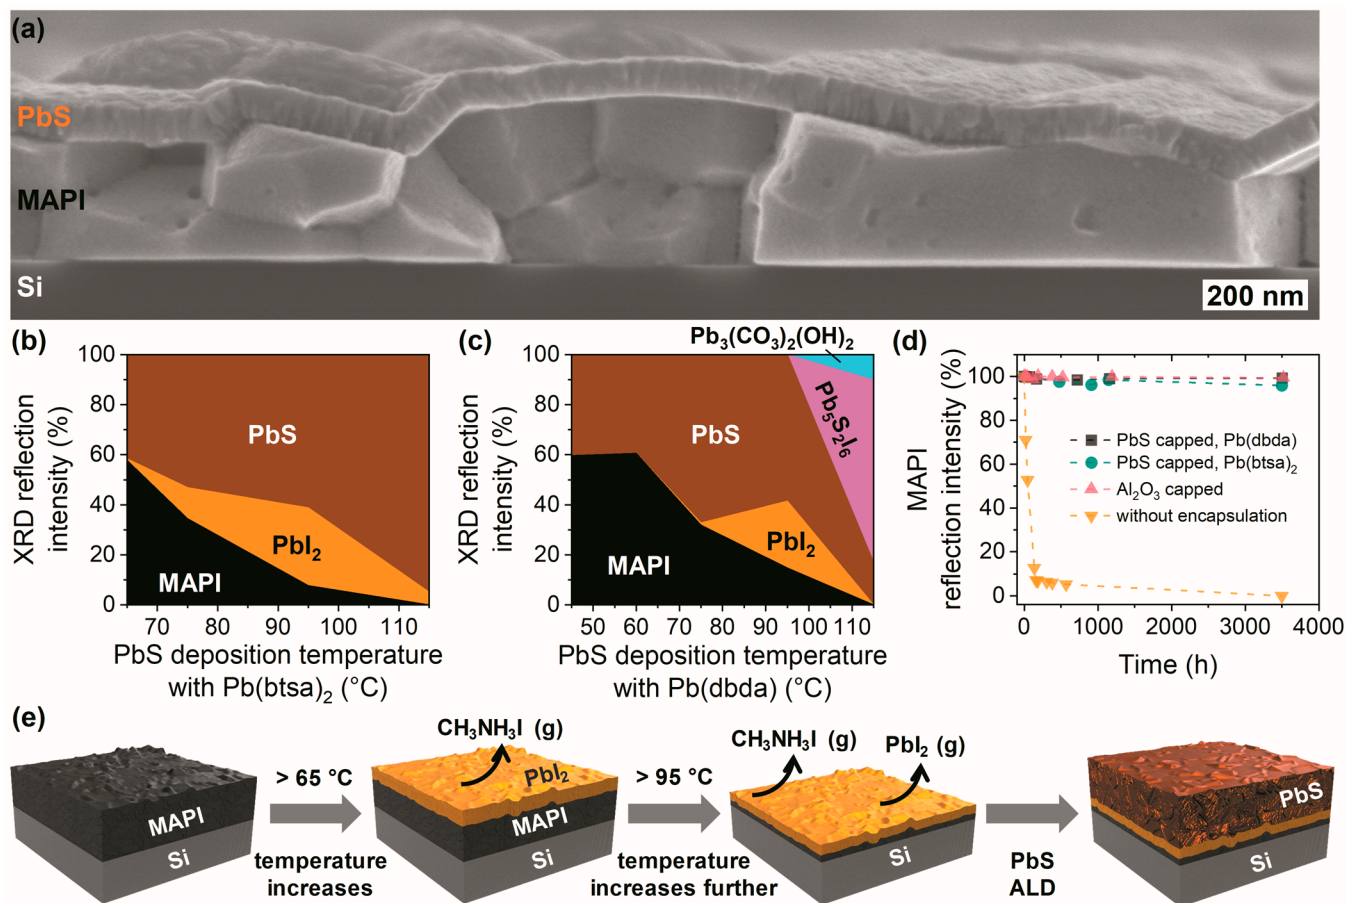 (a)
PbS
MAPI
Si
200 nm
(b)
XRD reflection
intensity (%)
100
80
60
40
20
0
PbS
PbI2
MAPI
70 80 90 100 110
PbS deposition temperature
with Pb(btsa)2 (°C)
(c)
Pb3(CO3)2(OH)2
XRD reflection
intensity (%)
100
80
60
40
20
0
PbS
Pb5S2I6
PbI2
MAPI
50 60 70 80 90 100 110
PbS deposition temperature
with Pb(dbda) (°C)
(d)
MAPI
reflection intensity (%)
100
80
60
40
20
0
PbS capped, Pb(dbda)
PbS capped, Pb(btsa)2
Al2O3 capped
without encapsulation
0 1000 2000 3000 4000
Time (h)
(e)
MAPI
Si
> 65 °C
temperature
increases
CH3NH3I (g)
PbI2
MAPI
Si
> 95 °C
temperature
increases further
CH3NH3I (g)
PbI2 (g)
Si
PbS
ALD
PbS
Si